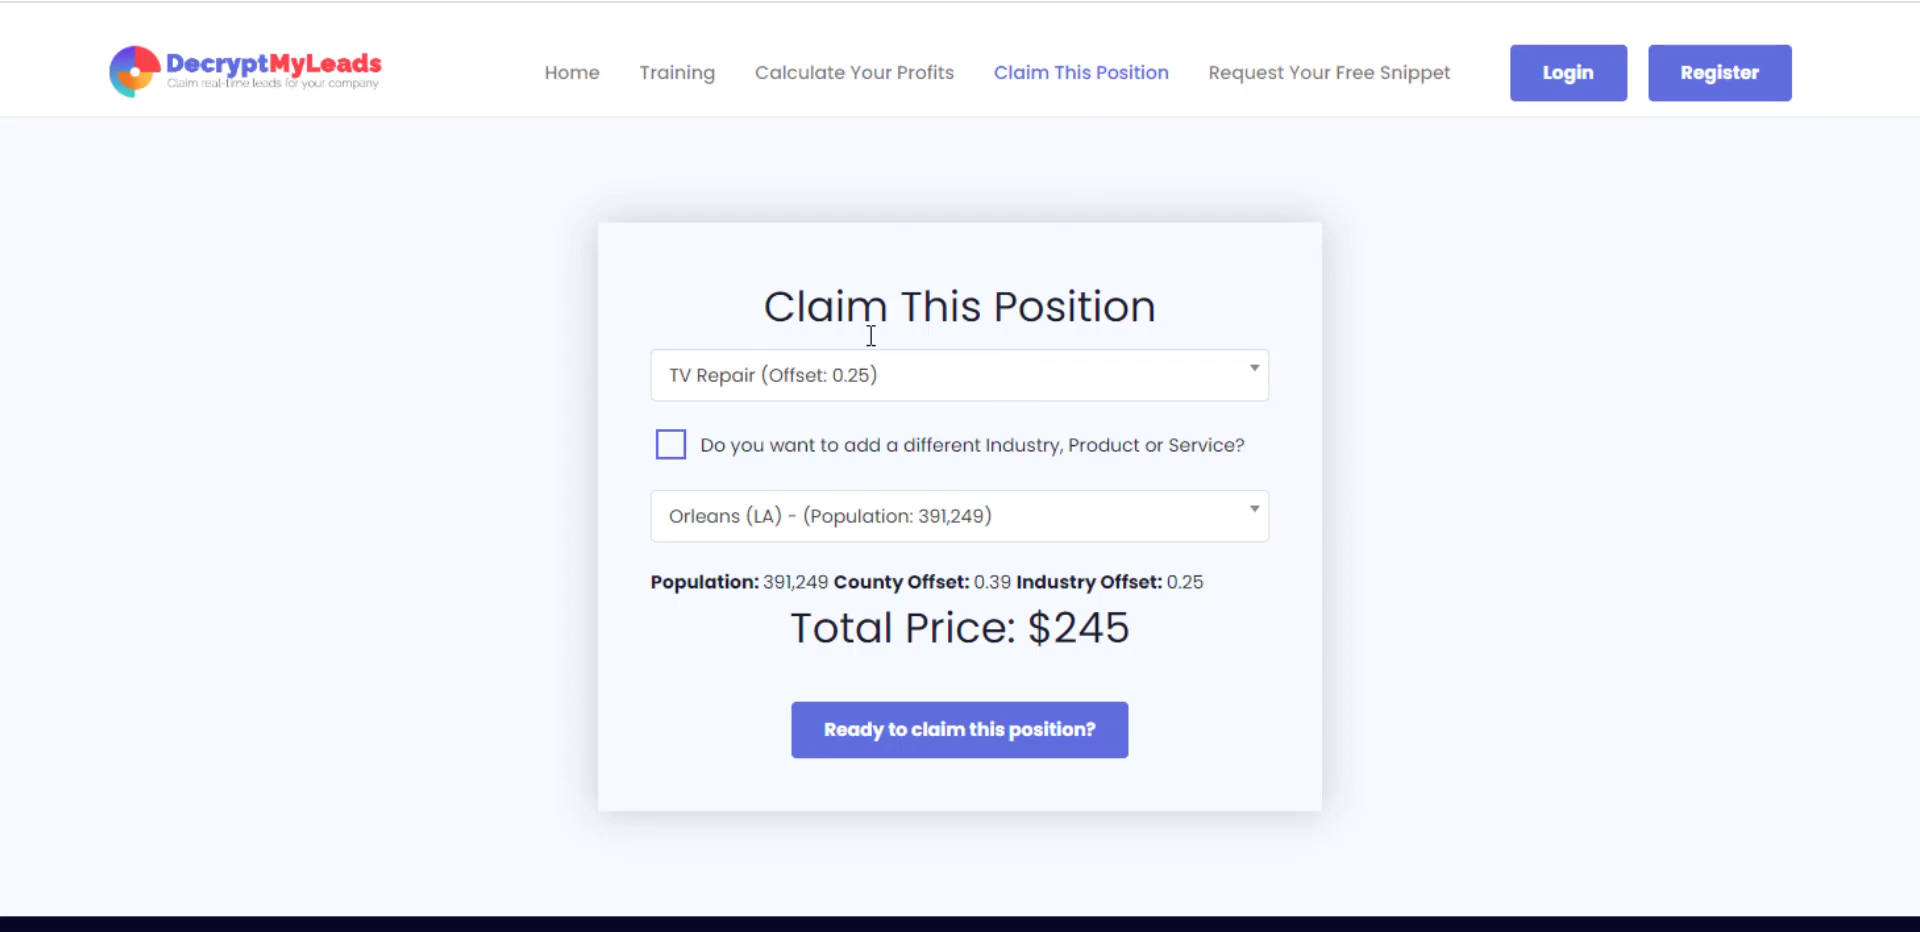 DecryptMyLeads
Claim real-time leads for your company
Home Training Calculate Your Profits Claim This Position Request Your Free Snippet Login Register
Claim This Position
TV Repair (Offset: 0.25)
Do you want to add a different Industry, Product or Service?
Orleans (LA) - (Population: 391,249)
Population: 391,249 County Offset: 0.39 Industry Offset: 0.25
Total Price: $245
Ready to claim this position?